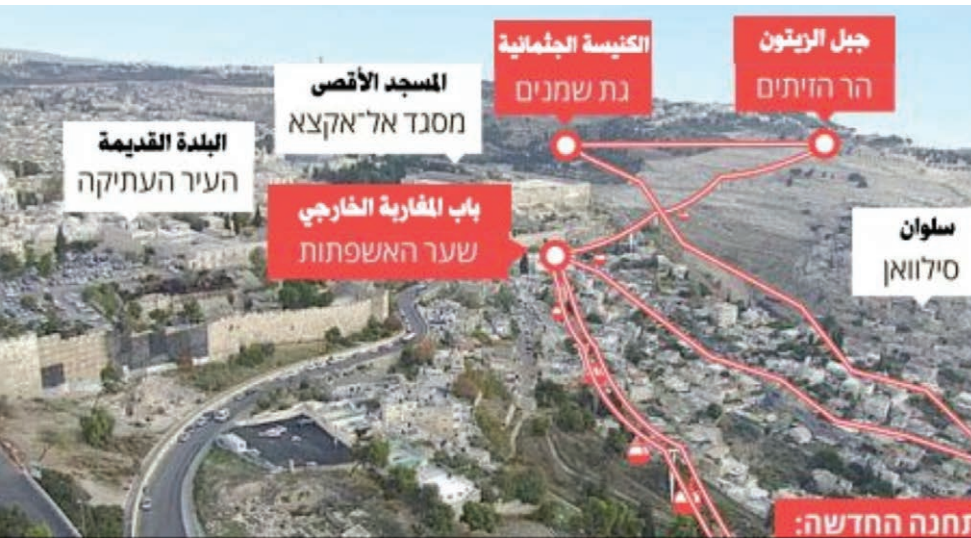 جبل الزيتون
הר הזיתים
الكنيسة الجثمانية
גת שמנים
المسجد الأقصى
מסגד אל־אקצא
البلدة القديمة
העיר העתיקה
باب المغاربة الخارجي
שער האשפתות
سلوان
סילוואן
תחנה החדשה: